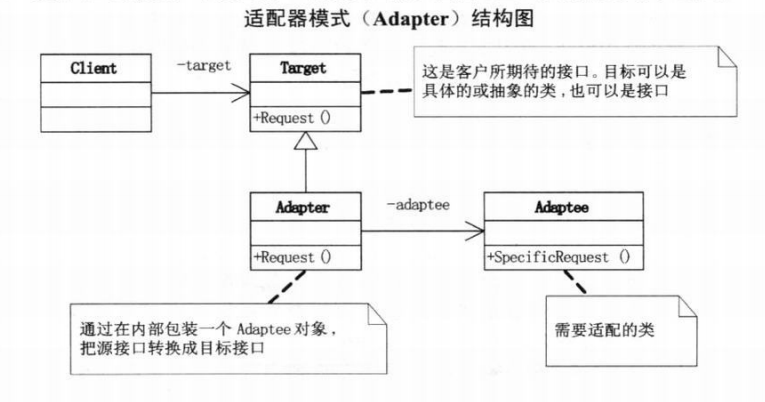 适配器模式（Adapter）结构图
Client
-target
Target
+Request()
这是客户所期待的接口。目标可以是
具体的或抽象的类，也可以是接口
Adapter
+Request()
-adaptee
Adaptee
+SpecificRequest ()
通过在内部包装一个 Adaptee 对象，
把源接口转换成目标接口
需要适配的类